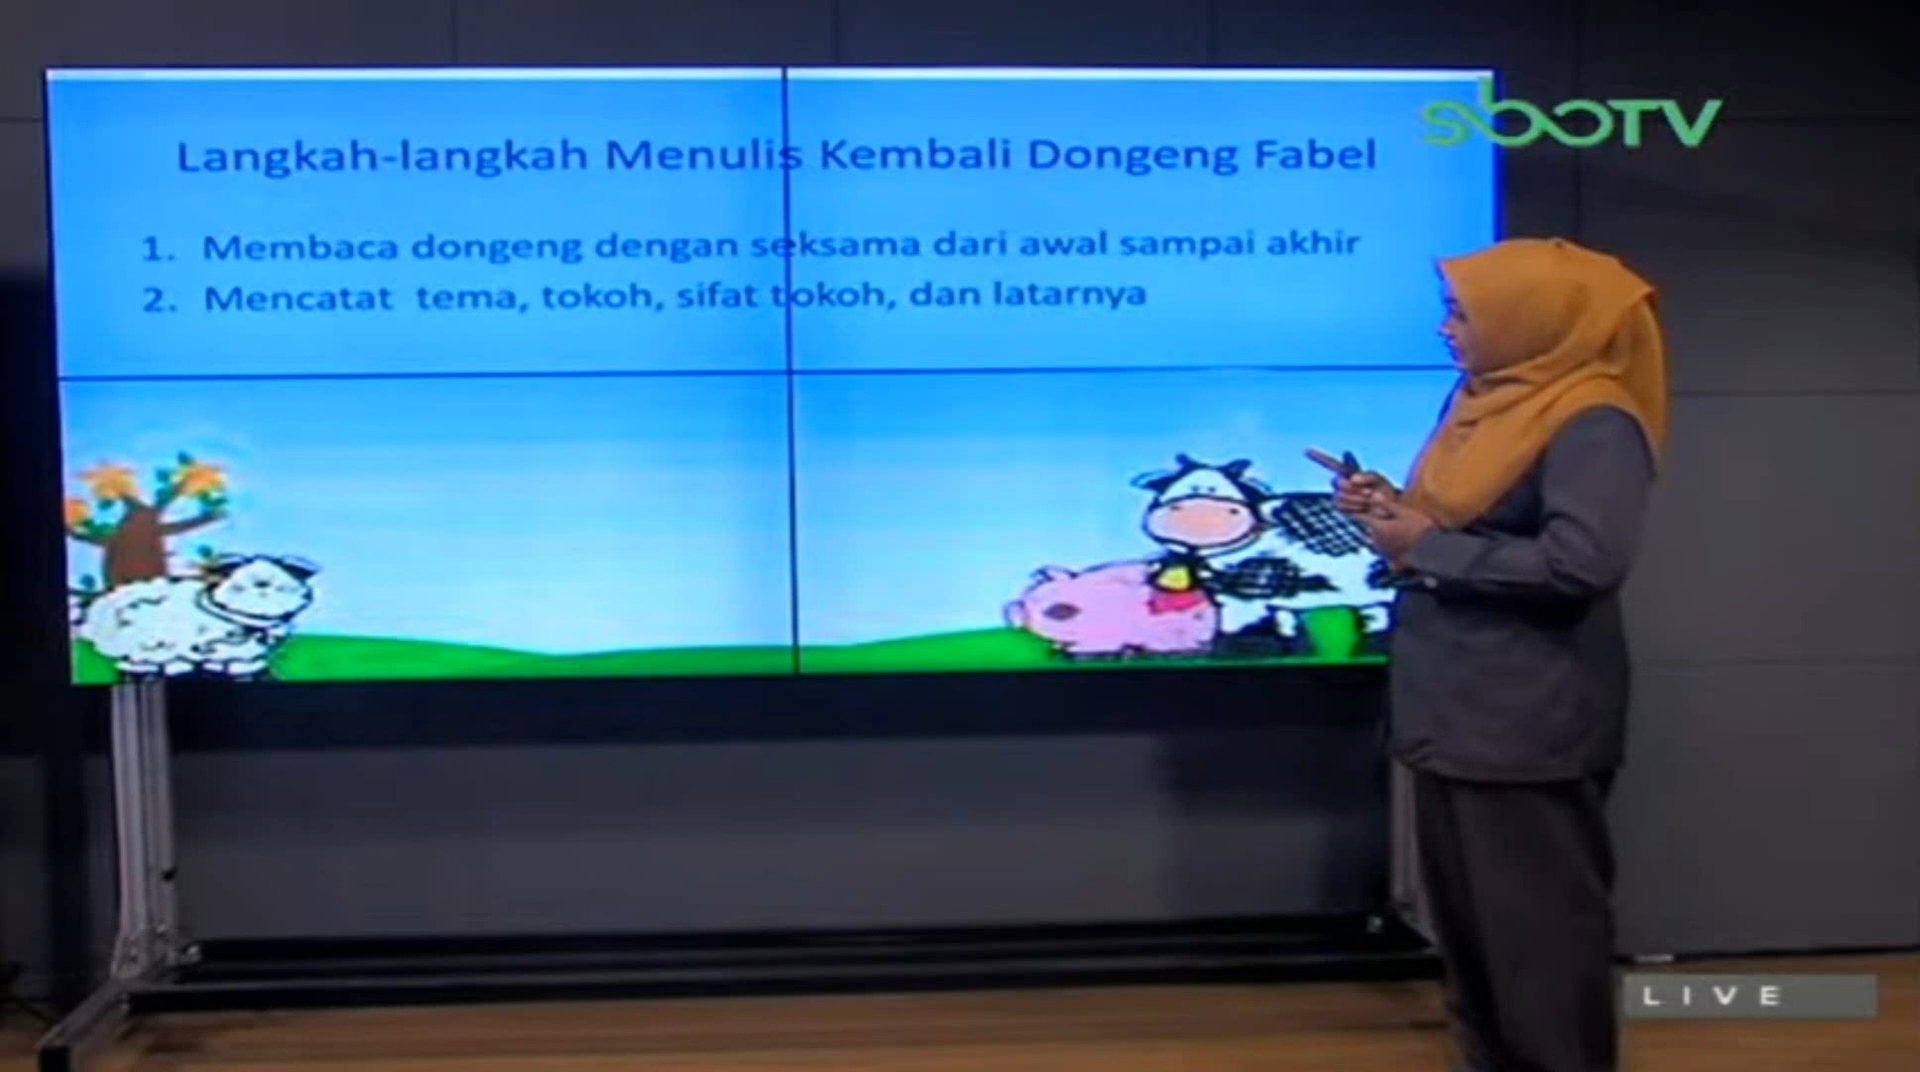 sboTV
Langkah-langkah Menulis Kembali Dongeng Fabel
1. Membaca dongeng dengan seksama dari awal sampai akhir
2. Mencatat tema, tokoh, sifat tokoh, dan latarnya
LIVE